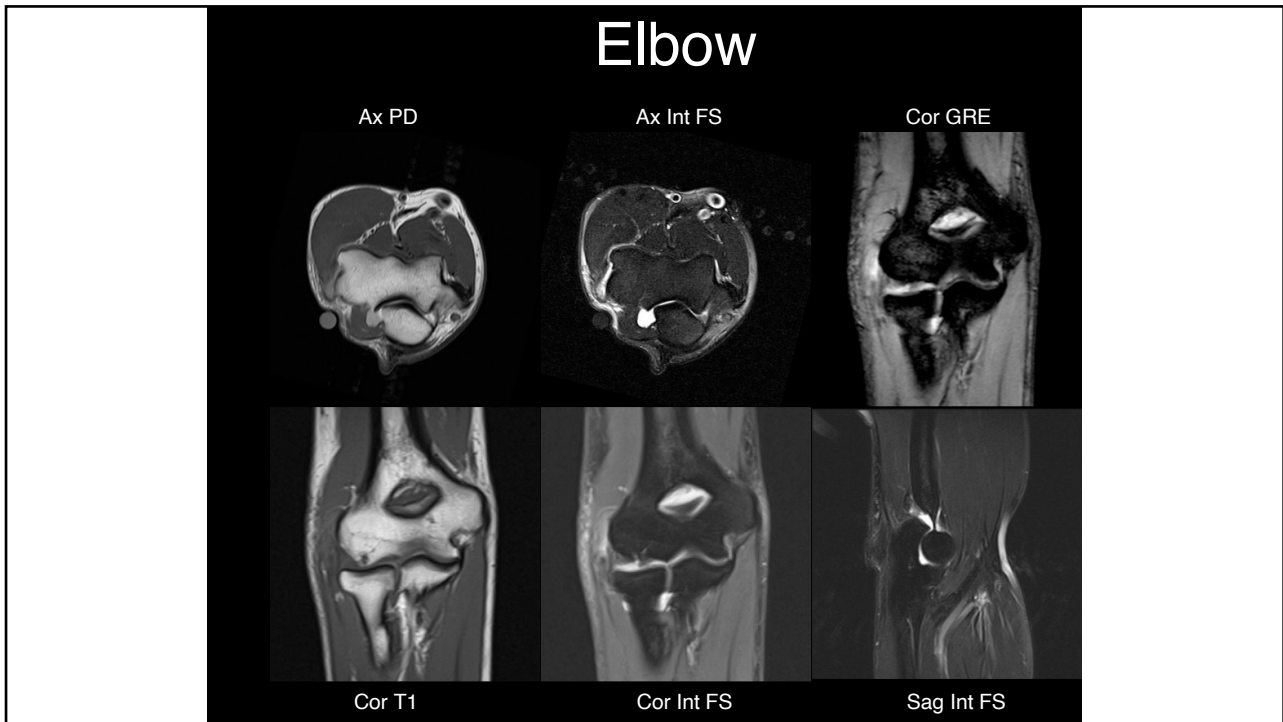 Elbow
Ax PD
Ax Int FS
Cor GRE
Cor T1
Cor Int FS
Sag Int FS